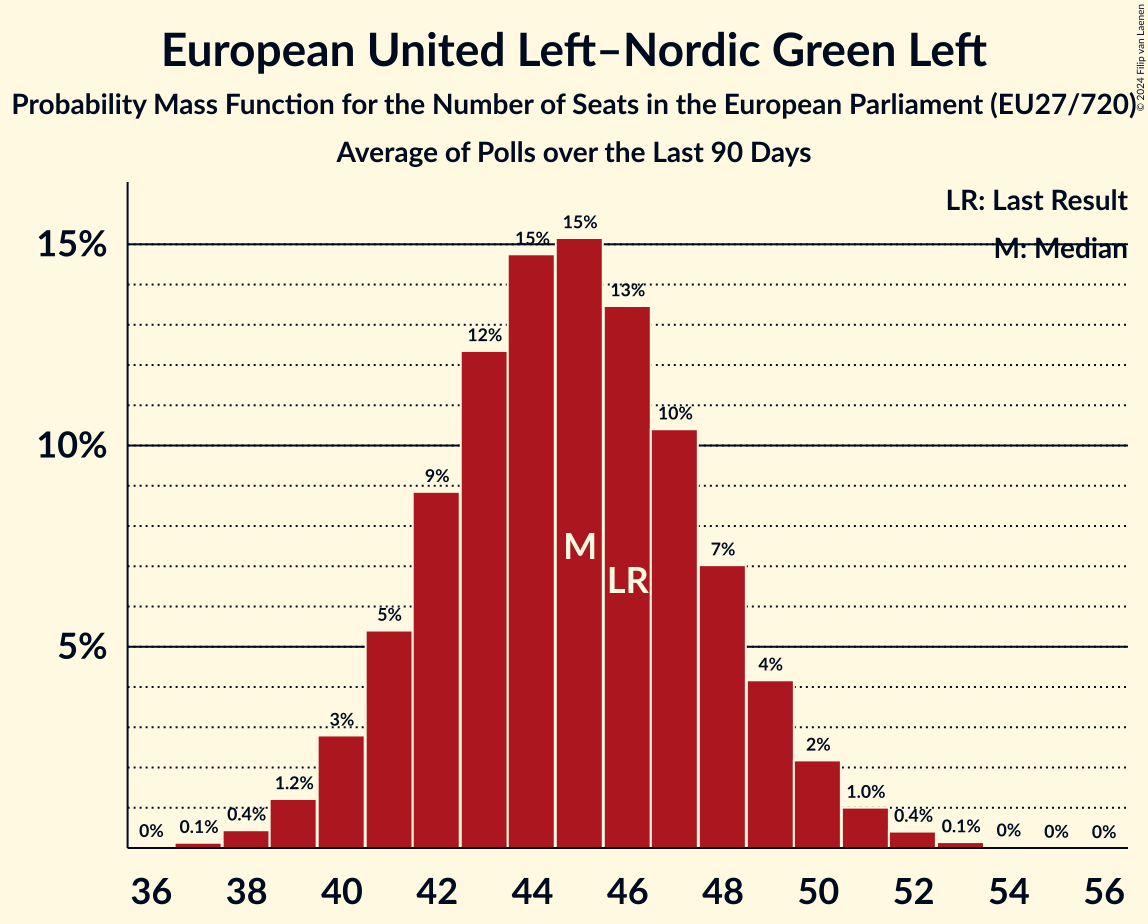 European United Left–Nordic Green Left
Probability Mass Function for the Number of Seats in the European Parliament (EU27/720)
Average of Polls over the Last 90 Days
© 2024 Filip van Laenen
LR: Last Result
M: Median
15%
10%
5%
0%
0.1%
0.4%
1.2%
3%
5%
9%
12%
15%
15%
13%
10%
7%
4%
2%
1.0%
0.4%
0.1%
0%
0%
0%
M
LR
36 38 40 42 44 46 48 50 52 54 56